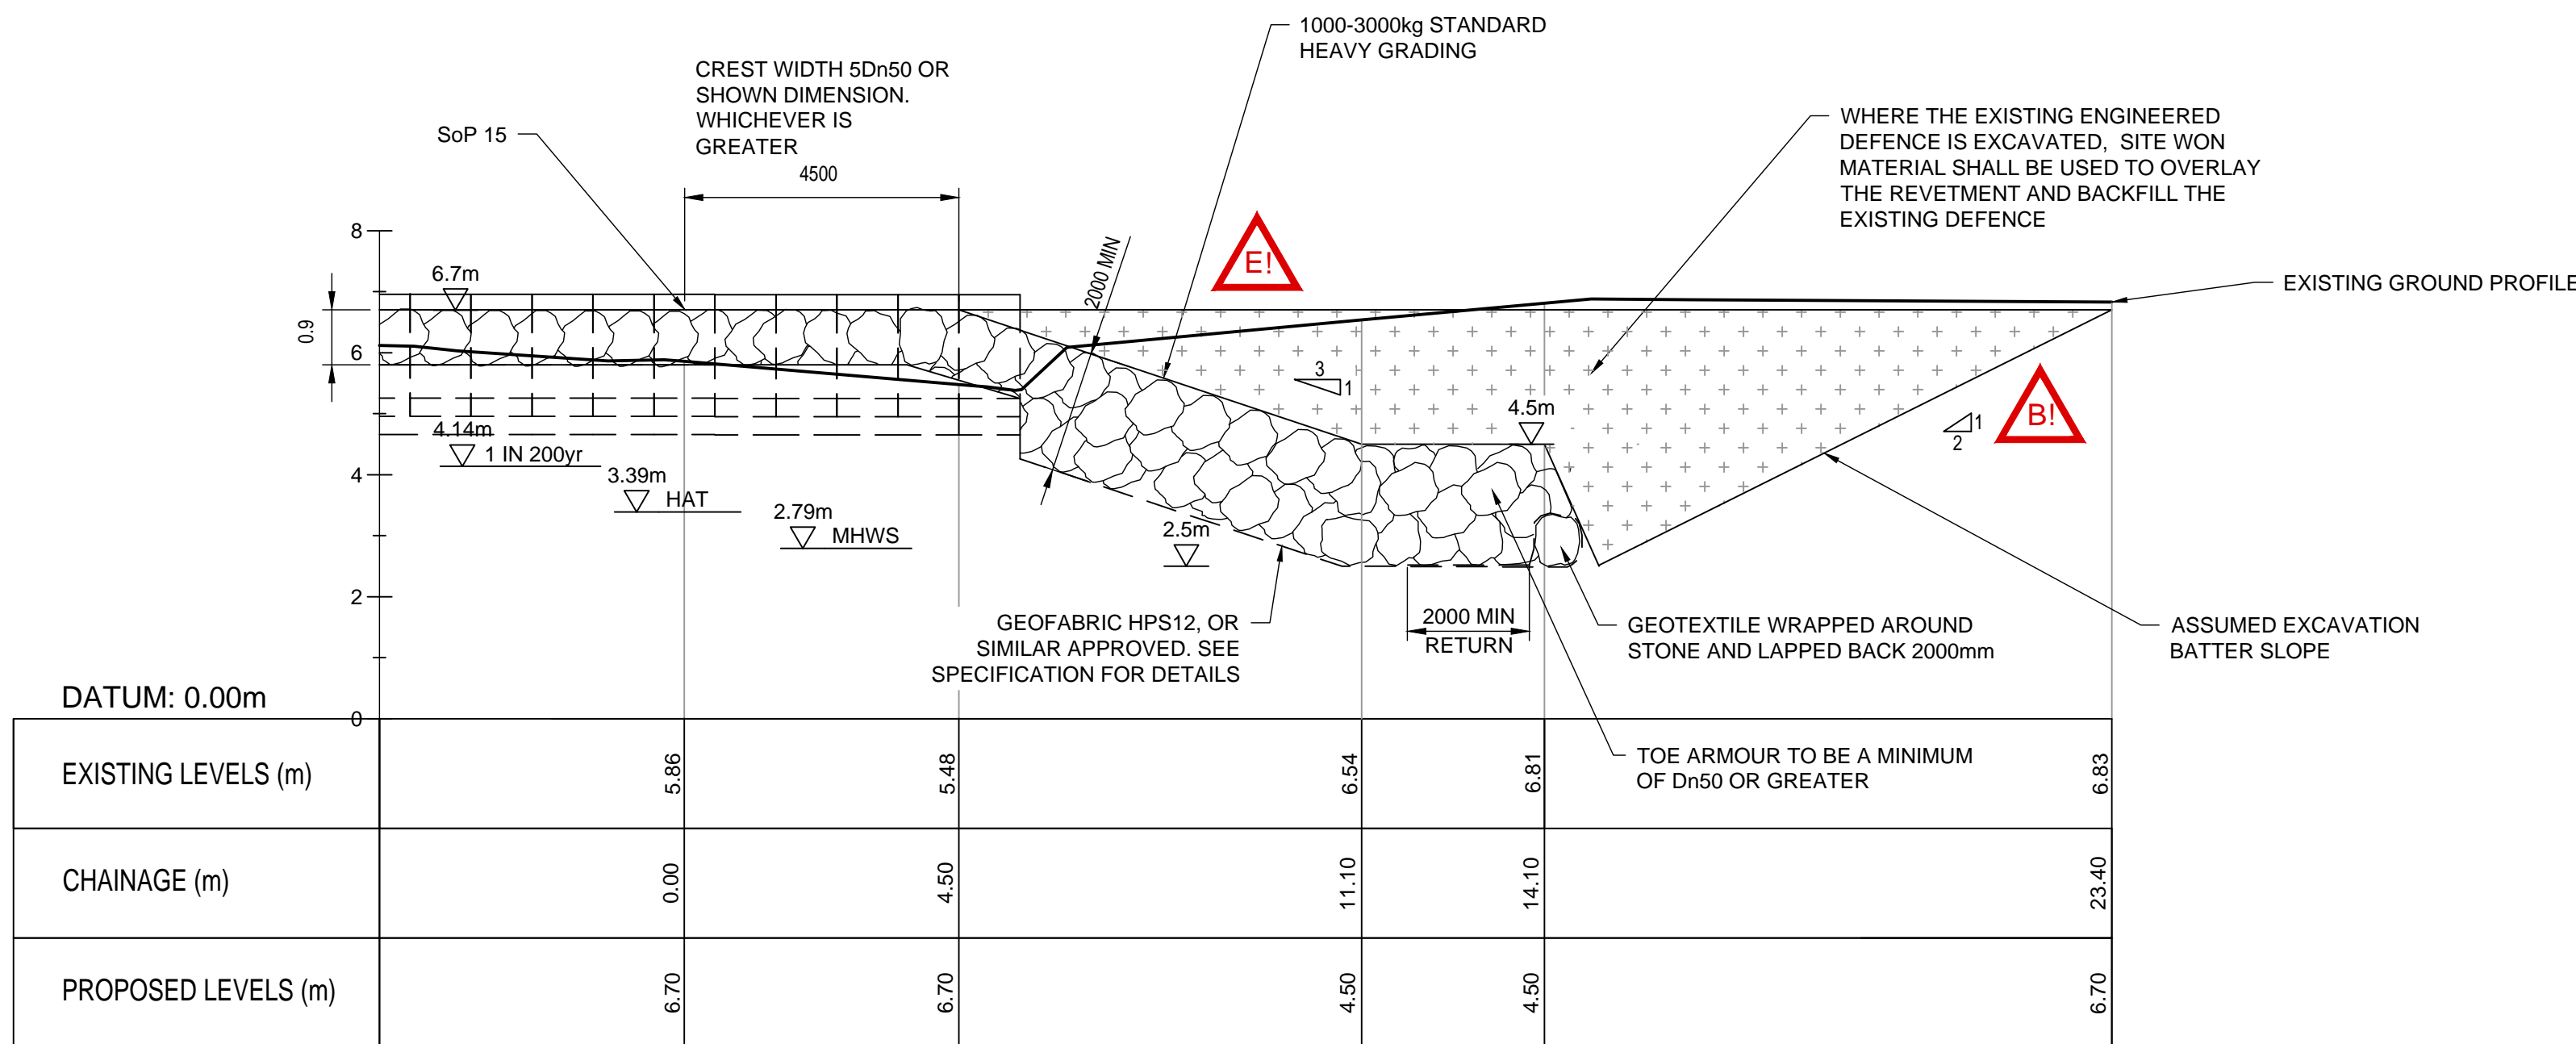 1000-3000kg STANDARD
HEAVY GRADING
CREST WIDTH 5Dn50 OR
SHOWN DIMENSION.
WHICHEVER IS
GREATER
4500
SoP 15
WHERE THE EXISTING ENGINEERED
DEFENCE IS EXCAVATED, SITE WON
MATERIAL SHALL BE USED TO OVERLAY
THE REVETMENT AND BACKFILL THE
EXISTING DEFENCE
E!
2000 MIN
EXISTING GROUND PROFILE
8
6.7m
0.9
6
3
1
4.5m
B!
1
2
4.14m
1 IN 200yr
4
3.39m
HAT
2.79m
MHWS
2.5m
2
GEOFABRIC HPS12, OR
SIMILAR APPROVED. SEE
SPECIFICATION FOR DETAILS
2000 MIN
RETURN
GEOTEXTILE WRAPPED AROUND
STONE AND LAPPED BACK 2000mm
ASSUMED EXCAVATION
BATTER SLOPE
DATUM: 0.00m
0
TOE ARMOUR TO BE A MINIMUM
OF Dn50 OR GREATER
EXISTING LEVELS (m) 5.86 5.48 6.54 6.81 6.83
CHAINAGE (m) 0.00 4.50 11.10 14.10 23.40
PROPOSED LEVELS (m) 6.70 6.70 4.50 4.50 6.70